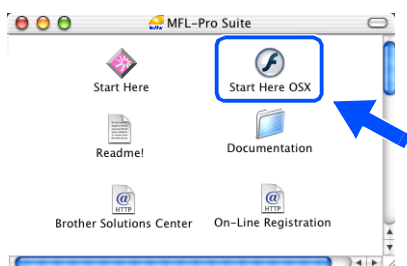 MFL-Pro Suite
Start Here
Start Here OSX
Readme!
Documentation
@
HTTP
@
HTTP
Brother Solutions Center
On-Line Registration